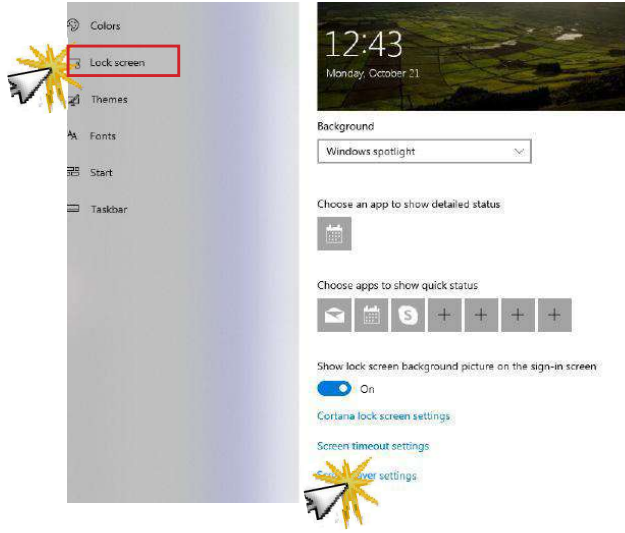 Colors
Lock screen
Themes
Fonts
Start
Taskbar
12:43
Monday, October 21
Background
Windows spotlight
Choose an app to show detailed status
Choose apps to show quick status
Show lock screen background picture on the sign-in screen
On
Cortana lock screen settings
Screen timeout settings
settings